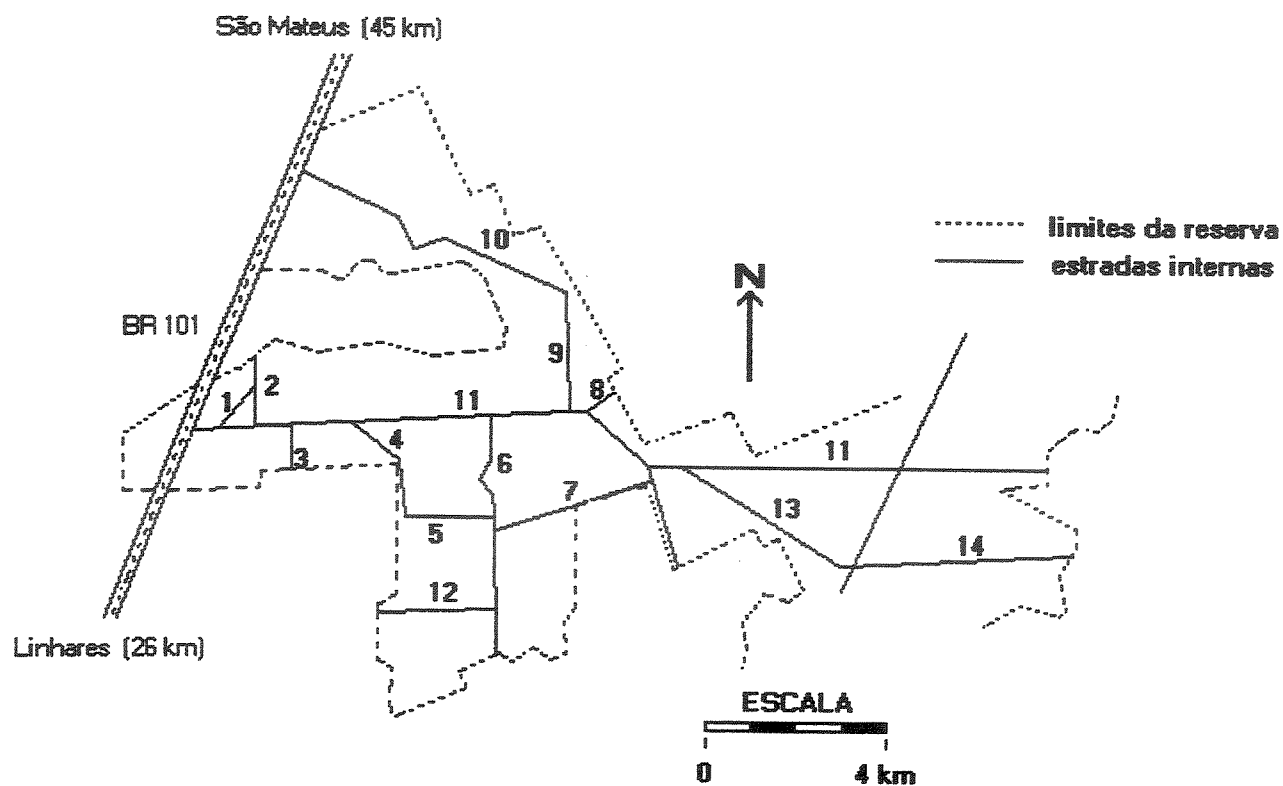 São Mateus (45 km)
limites da reserva
estradas internas
N
BR 101
10
9
8
1
2
11
3
4
6
7
5
11
13
14
12
Linhares (26 km)
ESCALA
0 4 km